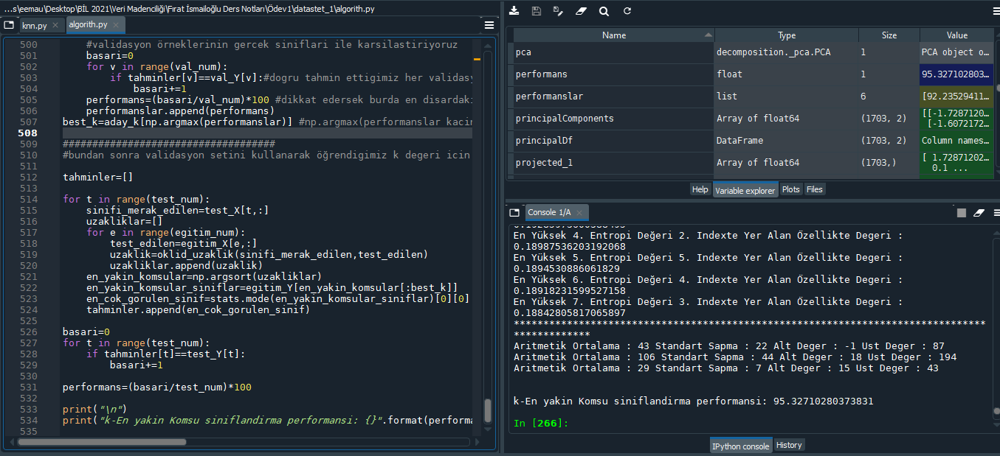 ...s\eemau\Desktop\BİL 2021\Veri Madenciliği\Fırat İsmailoğlu Ders Notları\Ödev1\datastet_1\algorith.py
knn.py
algorith.py
500 #validasyon örneklerinin gercek siniflari ile karsilastiriyoruz
501 basari=0
502 for v in range(val_num):
503 if tahminler[v]==val_Y[v]:#dogru tahmin ettigimiz her validasy
504 basari+=1
505 performans=(basari/val_num)*100 #dikkat edersek burda en disardaki
506 performanslar.append(performans)
507 best_k=aday_k[np.argmax(performanslar)] #np.argmax(performanslar kacin
508
509 ####################################
510 #bundan sonra validasyon setini kullanarak öğrendigimiz k degeri icin
511
512 tahminler=[]
513
514 for t in range(test_num):
515 sinifi_merak_edilen=test_X[t,:]
516 uzakliklar=[]
517 for e in range(egitim_num):
518 test_edilen=egitim_X[e,:]
519 uzaklik=oklid_uzaklik(sinifi_merak_edilen,test_edilen)
520 uzakliklar.append(uzaklik)
521 en_yakin_komsular=np.argsort(uzakliklar)
522 en_yakin_komsular_siniflar=egitim_Y[en_yakin_komsular[:best_k]]
523 en_cok_gorulen_sinif=stats.mode(en_yakin_komsular_siniflar)[0][0]
524 tahminler.append(en_cok_gorulen_sinif)
525
526 basari=0
527 for t in range(test_num):
528 if tahminler[t]==test_Y[t]:
529 basari+=1
530
531 performans=(basari/test_num)*100
532
533 print("\n")
534 print("k-En yakin Komsu siniflandirma performansi: {}".format(performa
535
Name Type Size Value
pca decomposition._pca.PCA 1 PCA object o...
performans float 1 95.327102803...
performanslar list 6 [92.23529411...
principalComponents Array of float64 (1703, 2) [[-1.7287120...
[-1.6072172...
principalDf DataFrame (1703, 2) Column names...
projected_1 Array of float64 (1703,) [ 1.72871202...
0.1 ...
Help Variable explorer Plots Files
Console 1/A
En Yüksek 4. Entropi Değeri 2. Indexte Yer Alan Özellikte Degeri :
0.18987536203192068
En Yüksek 5. Entropi Değeri 5. Indexte Yer Alan Özellikte Degeri :
0.1894530886061829
En Yüksek 6. Entropi Değeri 4. Indexte Yer Alan Özellikte Degeri :
0.18918231599527158
En Yüksek 7. Entropi Değeri 3. Indexte Yer Alan Özellikte Degeri :
0.18842805817065897
********************************************************************************
*************
Aritmetik Ortalama : 43 Standart Sapma : 22 Alt Deger : -1 Ust Deger : 87
Aritmetik Ortalama : 106 Standart Sapma : 44 Alt Deger : 18 Ust Deger : 194
Aritmetik Ortalama : 29 Standart Sapma : 7 Alt Deger : 15 Ust Deger : 43
k-En yakin Komsu siniflandirma performansi: 95.32710280373831
In [266]:
IPython console History